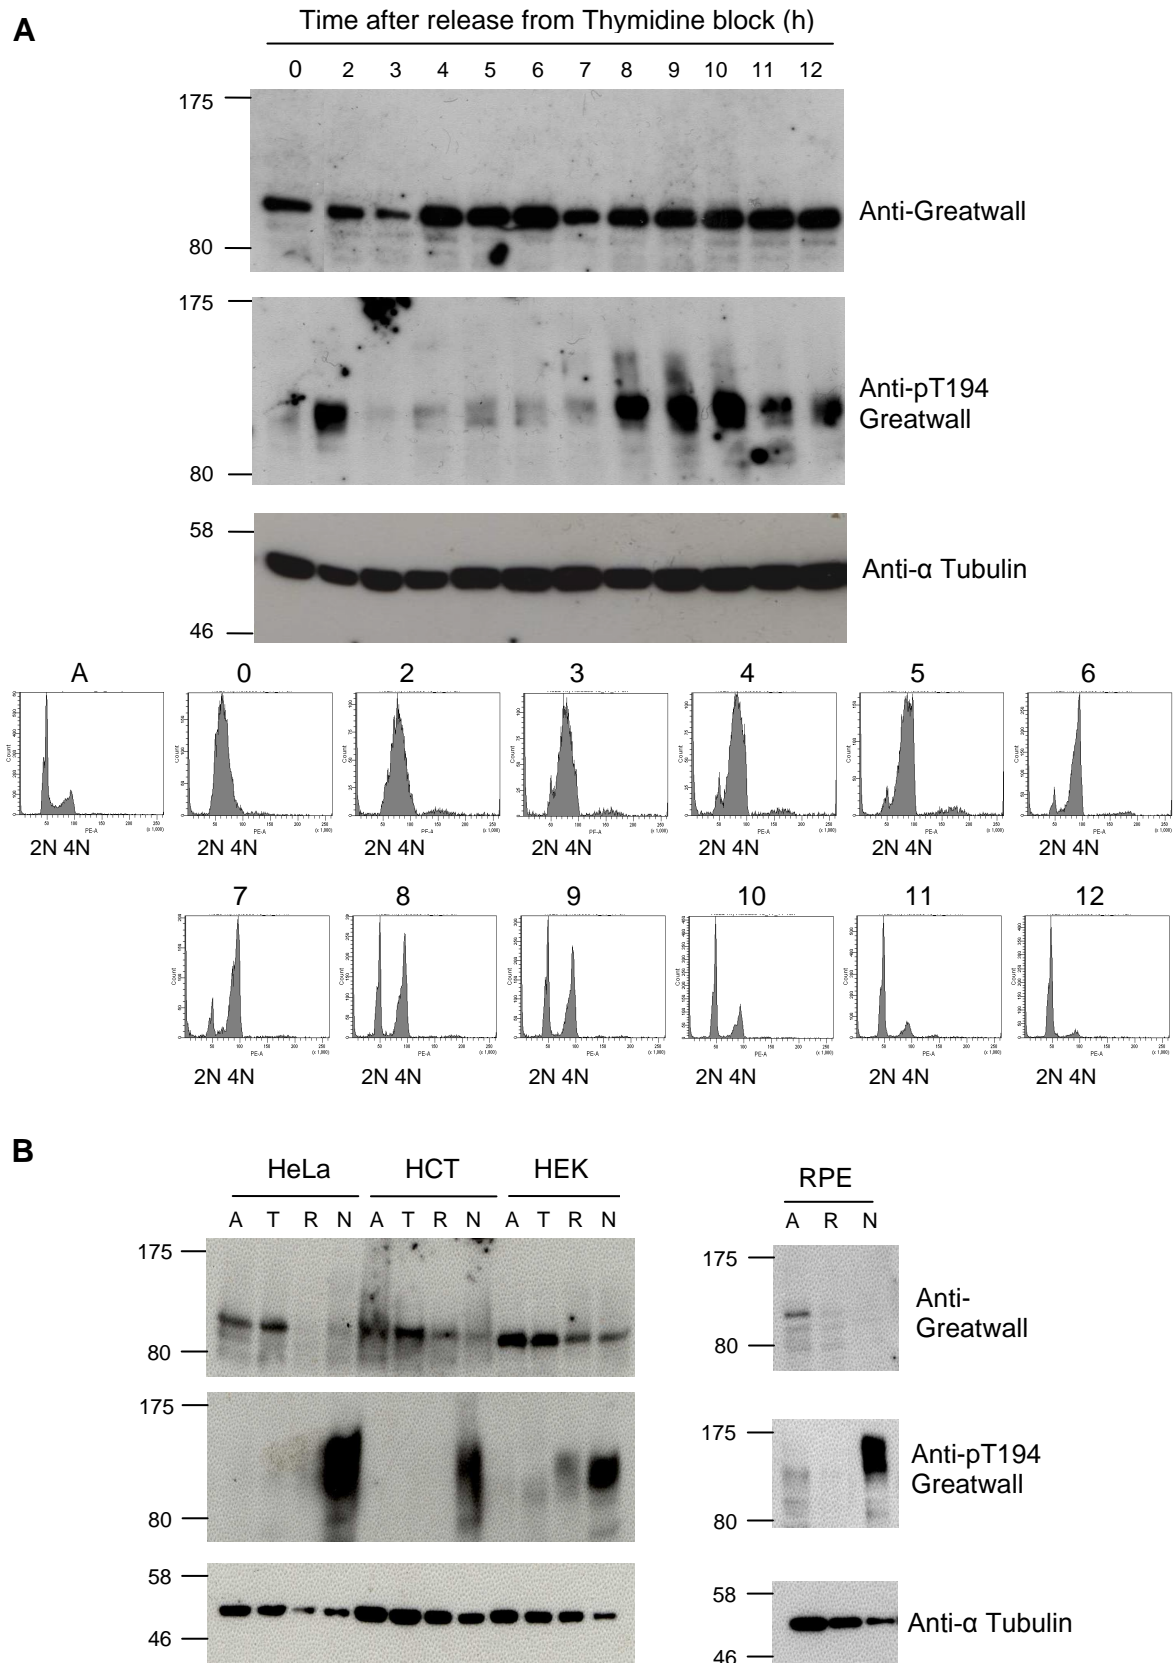 A
Time after release from Thymidine block (h)
0 2 3 4 5 6 7 8 9 10 11 12
175
Anti-Greatwall
80
175
Anti-pT194
Greatwall
80
58
Anti-α Tubulin
46
A 0 2 3 4 5 6
2N 4N 2N 4N 2N 4N 2N 4N 2N 4N 2N 4N 2N 4N
7 8 9 10 11 12
2N 4N 2N 4N 2N 4N 2N 4N 2N 4N 2N 4N
B
HeLa HCT HEK RPE
A T R N A T R N A T R N A R N
175 175
Anti-
Greatwall
80 80
175 175
Anti-pT194
Greatwall
80 80
58 58
Anti-α Tubulin
46 46